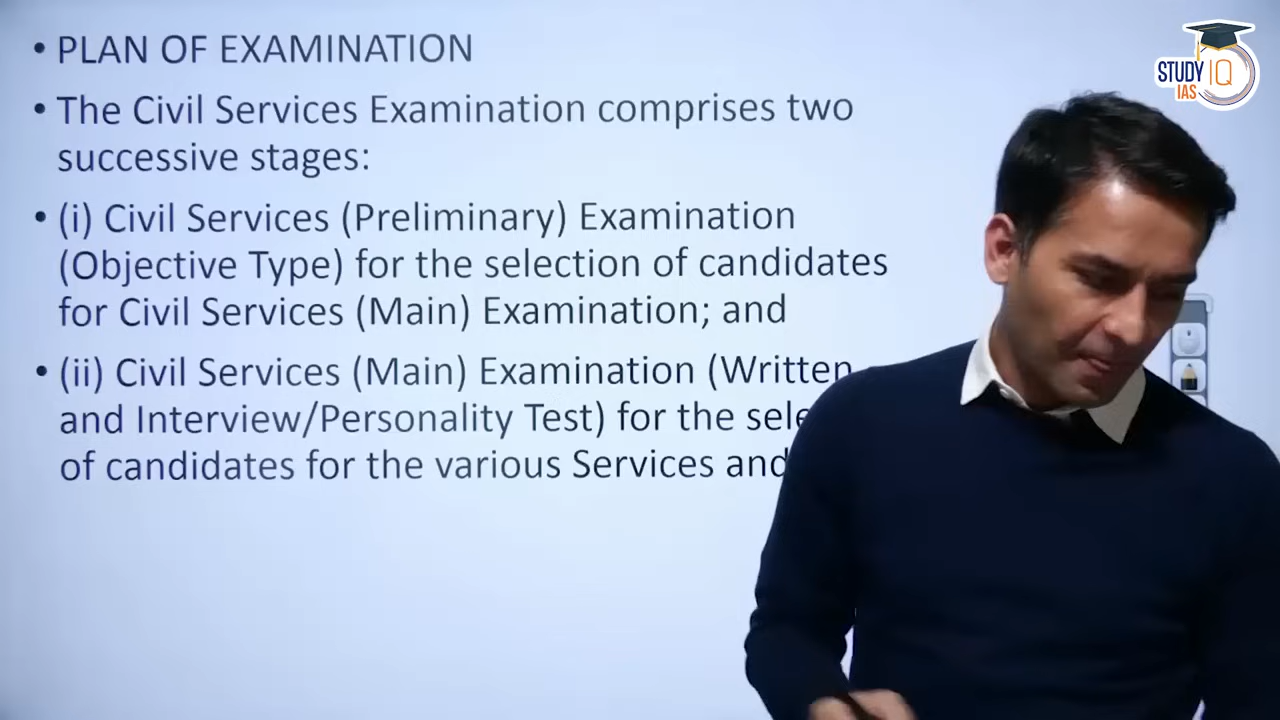 • PLAN OF EXAMINATION
• The Civil Services Examination comprises two
successive stages:
• (i) Civil Services (Preliminary) Examination
(Objective Type) for the selection of candidates
for Civil Services (Main) Examination; and
• (ii) Civil Services (Main) Examination (Written
and Interview/Personality Test) for the
of candidates for the various Services and
STUDY IQ
IAS